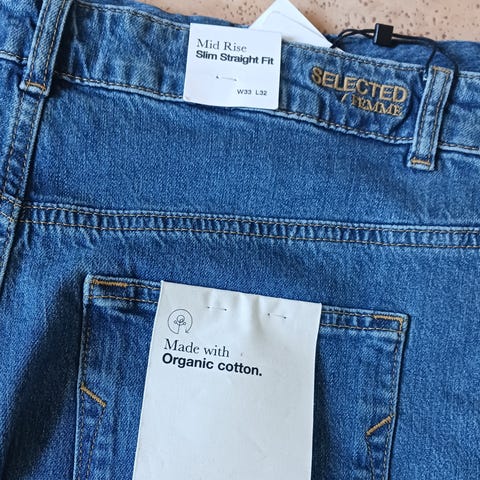 Mid Rise
Slim Straight Fit
W33 L32
SELECTED
/FEMME
Made with
Organic cotton.